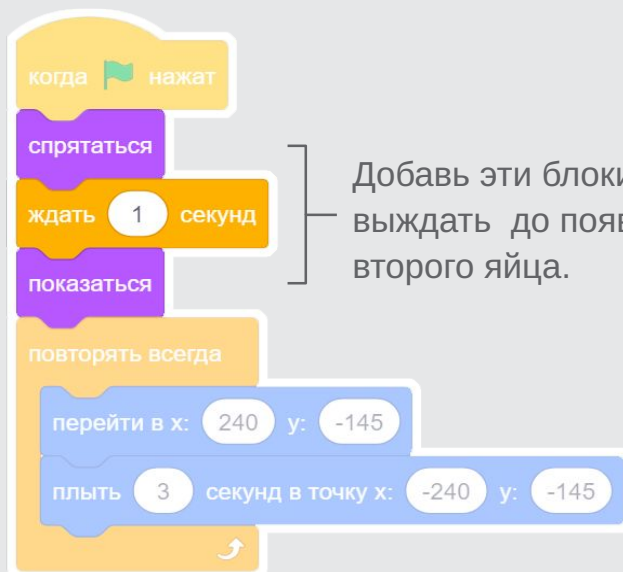 когда нажат
спрятаться
ждать 1 секунд
показаться
Добавь эти блоки
выждать до
второго яйца.
повторять всегда
перейти в x: 240 y: -145
плыть 3 секунд в точку x: -240 y: -145